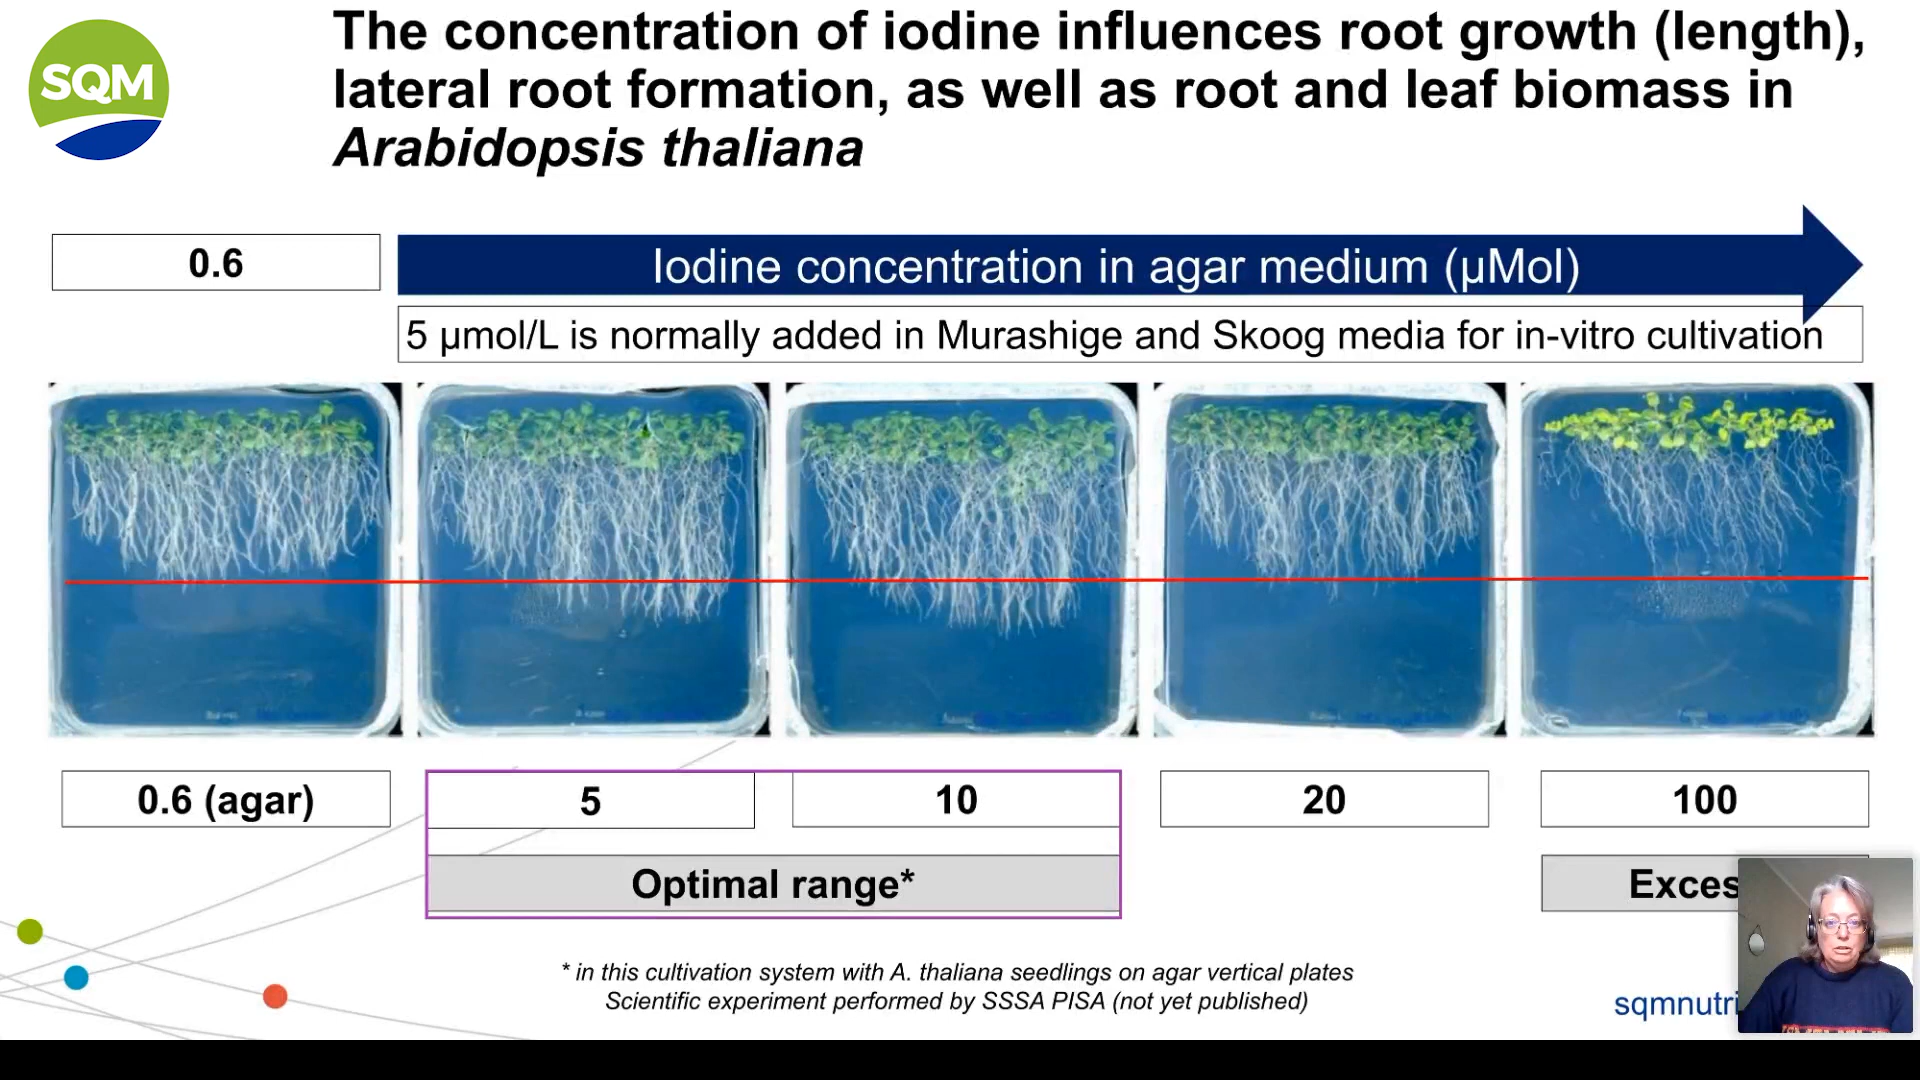 SQM
The concentration of iodine influences root growth (length),
lateral root formation, as well as root and leaf biomass in
Arabidopsis thaliana
0.6
Iodine concentration in agar medium (µMol)
5 µmol/L is normally added in Murashige and Skoog media for in-vitro cultivation
0.6 (agar)
5
10
20
100
Optimal range*
Exces
* in this cultivation system with A. thaliana seedlings on agar vertical plates
Scientific experiment performed by SSSA PISA (not yet published)
sqmnutri